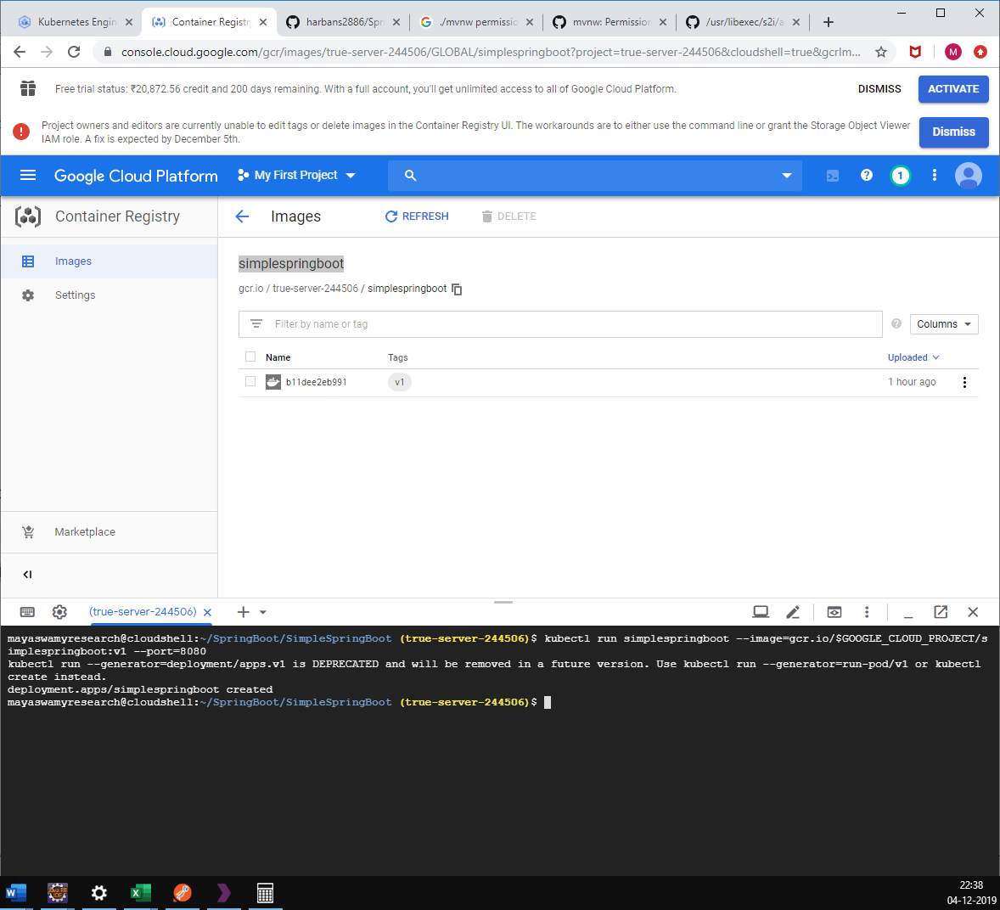 Kubernetes Engin
Container Registr
harbans2886/Spr
./mvnw permissio
mvnw: Permission
/usr/libexec/s2i/a
console.cloud.google.com/gcr/images/true-server-244506/GLOBAL/simplespringboot?project=true-server-244506&cloudshell=true&gcrIm...
M
Free trial status: ₹20,872.56 credit and 200 days remaining. With a full account, you'll get unlimited access to all of Google Cloud Platform.
DISMISS
ACTIVATE
Project owners and editors are currently unable to edit tags or delete images in the Container Registry UI. The workarounds are to either use the command line or grant the Storage Object Viewer
IAM role. A fix is expected by December 5th.
Dismiss
Google Cloud Platform
My First Project
1
Container Registry
Images
REFRESH
DELETE
Images
Settings
simplespringboot
gcr.io / true-server-244506 / simplespringboot
Filter by name or tag
Columns
Name
Tags
Uploaded
b11dee2eb991
v1
1 hour ago
Marketplace
(true-server-244506)
mayaswamyresearch@cloudshell:~/SpringBoot/SimpleSpringBoot (true-server-244506)$ kubectl run simplespringboot --image=gcr.io/$GOOGLE_CLOUD_PROJECT/s
implespringboot:v1 --port=8080
kubectl run --generator=deployment/apps.v1 is DEPRECATED and will be removed in a future version. Use kubectl run --generator=run-pod/v1 or kubectl
create instead.
deployment.apps/simplespringboot created
mayaswamyresearch@cloudshell:~/SpringBoot/SimpleSpringBoot (true-server-244506)$
22:38
04-12-2019